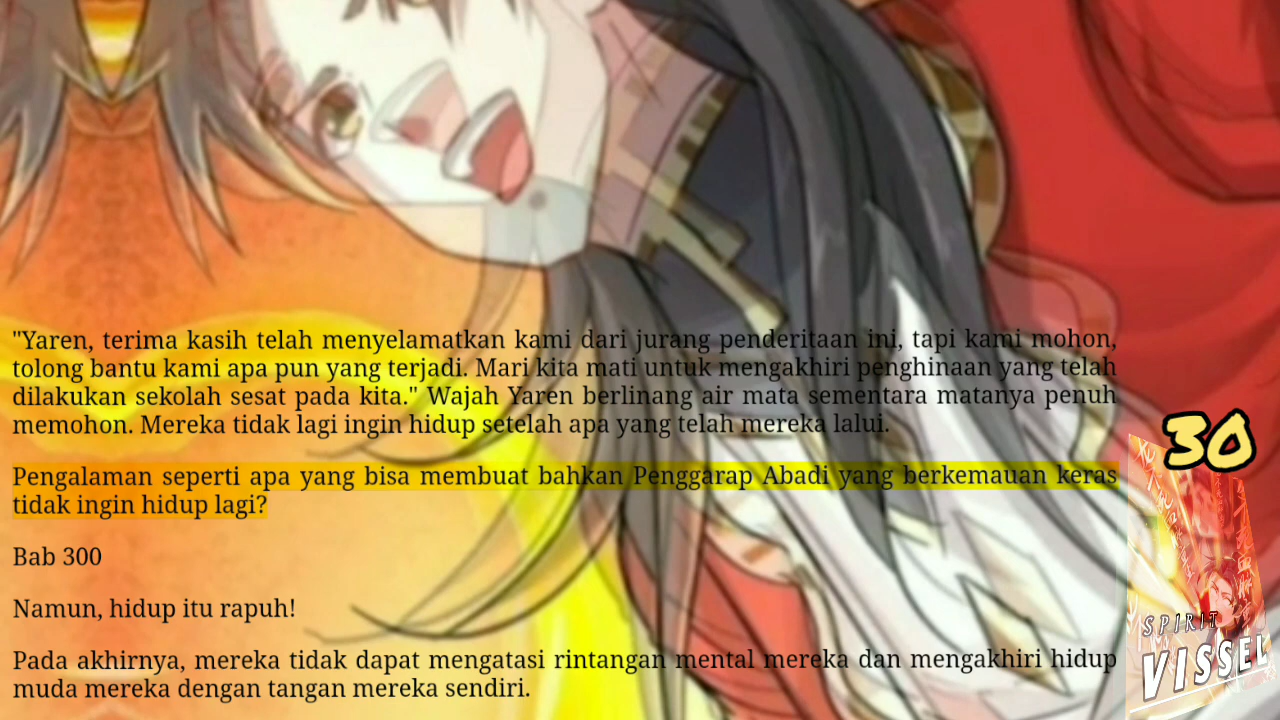 "Yaren, terima kasih telah menyelamatkan kami dari jurang penderitaan ini, tapi kami mohon,
tolong bantu kami apa pun yang terjadi. Mari kita mati untuk mengakhiri penghinaan yang telah
dilakukan sekolah sesat pada kita." Wajah Yaren berlinang air mata sementara matanya penuh
memohon. Mereka tidak lagi ingin hidup setelah apa yang telah mereka lalui.
Pengalaman seperti apa yang bisa membuat bahkan Penggarap Abadi yang berkemauan keras
tidak ingin hidup lagi?
Bab 300
Namun, hidup itu rapuh!
Pada akhirnya, mereka tidak dapat mengatasi rintangan mental mereka dan mengakhiri hidup
muda mereka dengan tangan mereka sendiri.
30
SPIRIT
VISSEL